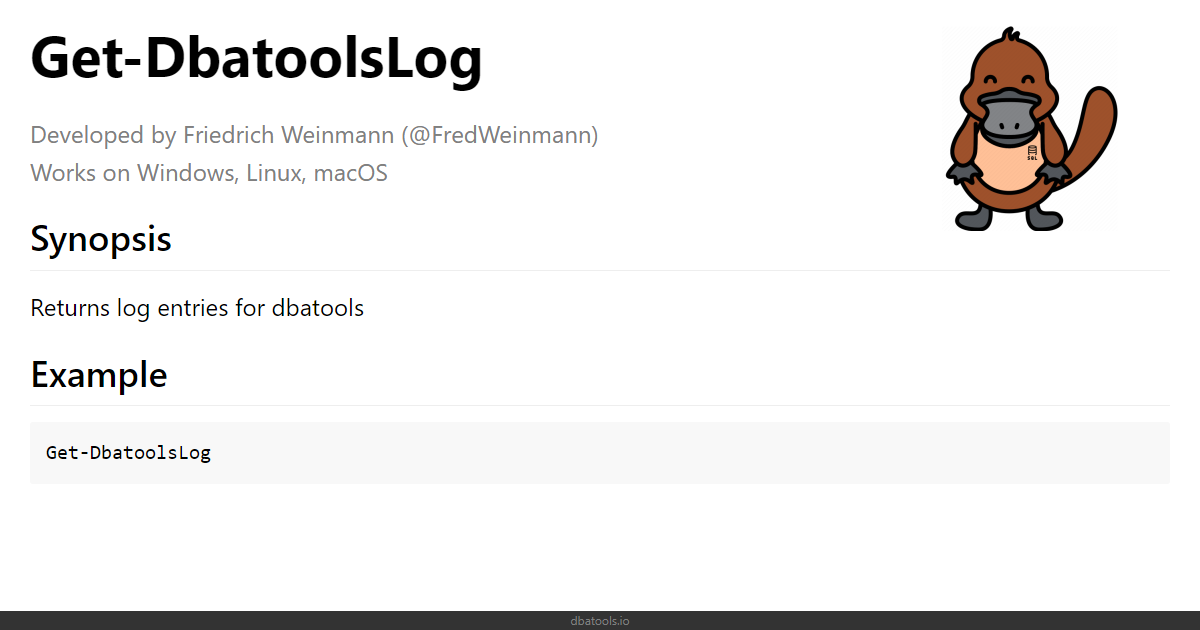 Get-DbatoolsLog
Developed by Friedrich Weinmann (@FredWeinmann)
Works on Windows, Linux, macOS
SQL
Synopsis
Returns log entries for dbatools
Example
Get-DbatoolsLog
dbatools.io